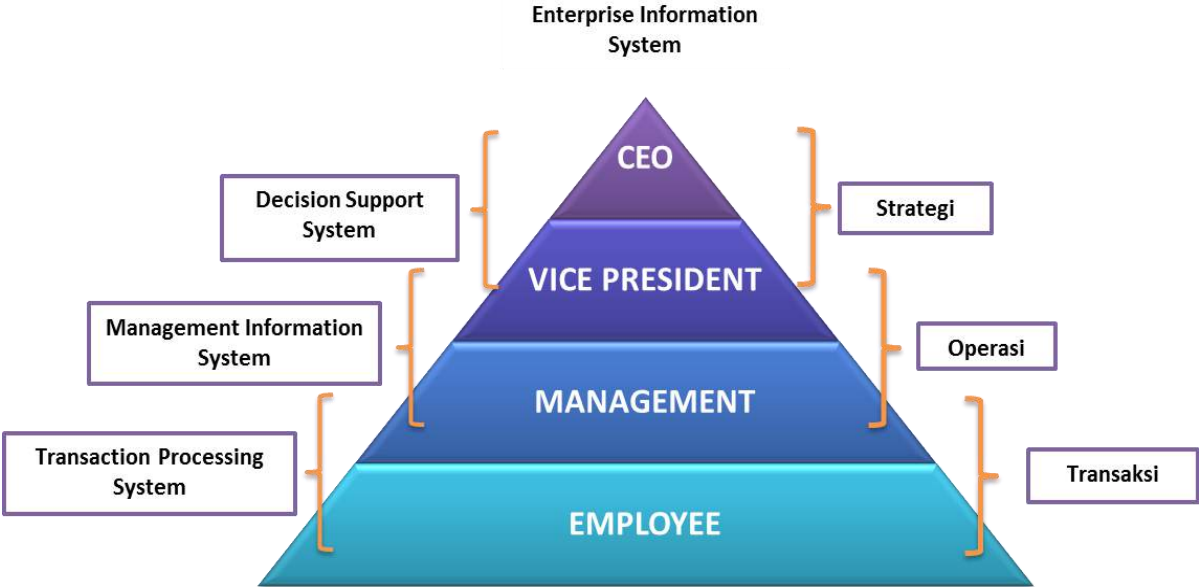 Enterprise Information
System
CEO
Decision Support
System
Strategi
VICE PRESIDENT
Management Information
System
Operasi
MANAGEMENT
Transaction Processing
System
Transaksi
EMPLOYEE